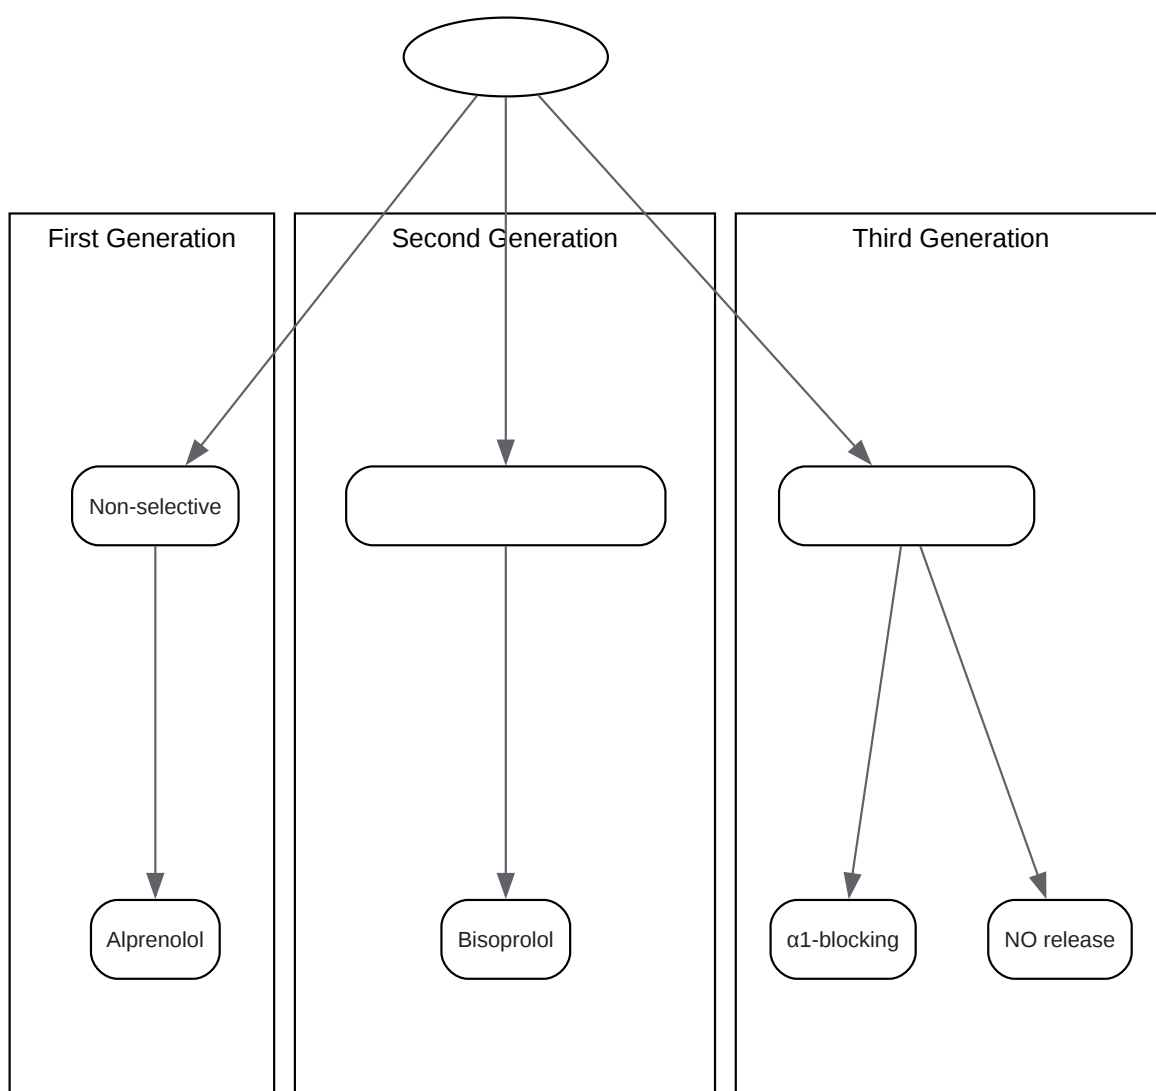 First Generation
Second Generation
Third Generation
Non-selective
Alprenolol
Bisoprolol
α1-blocking
NO release